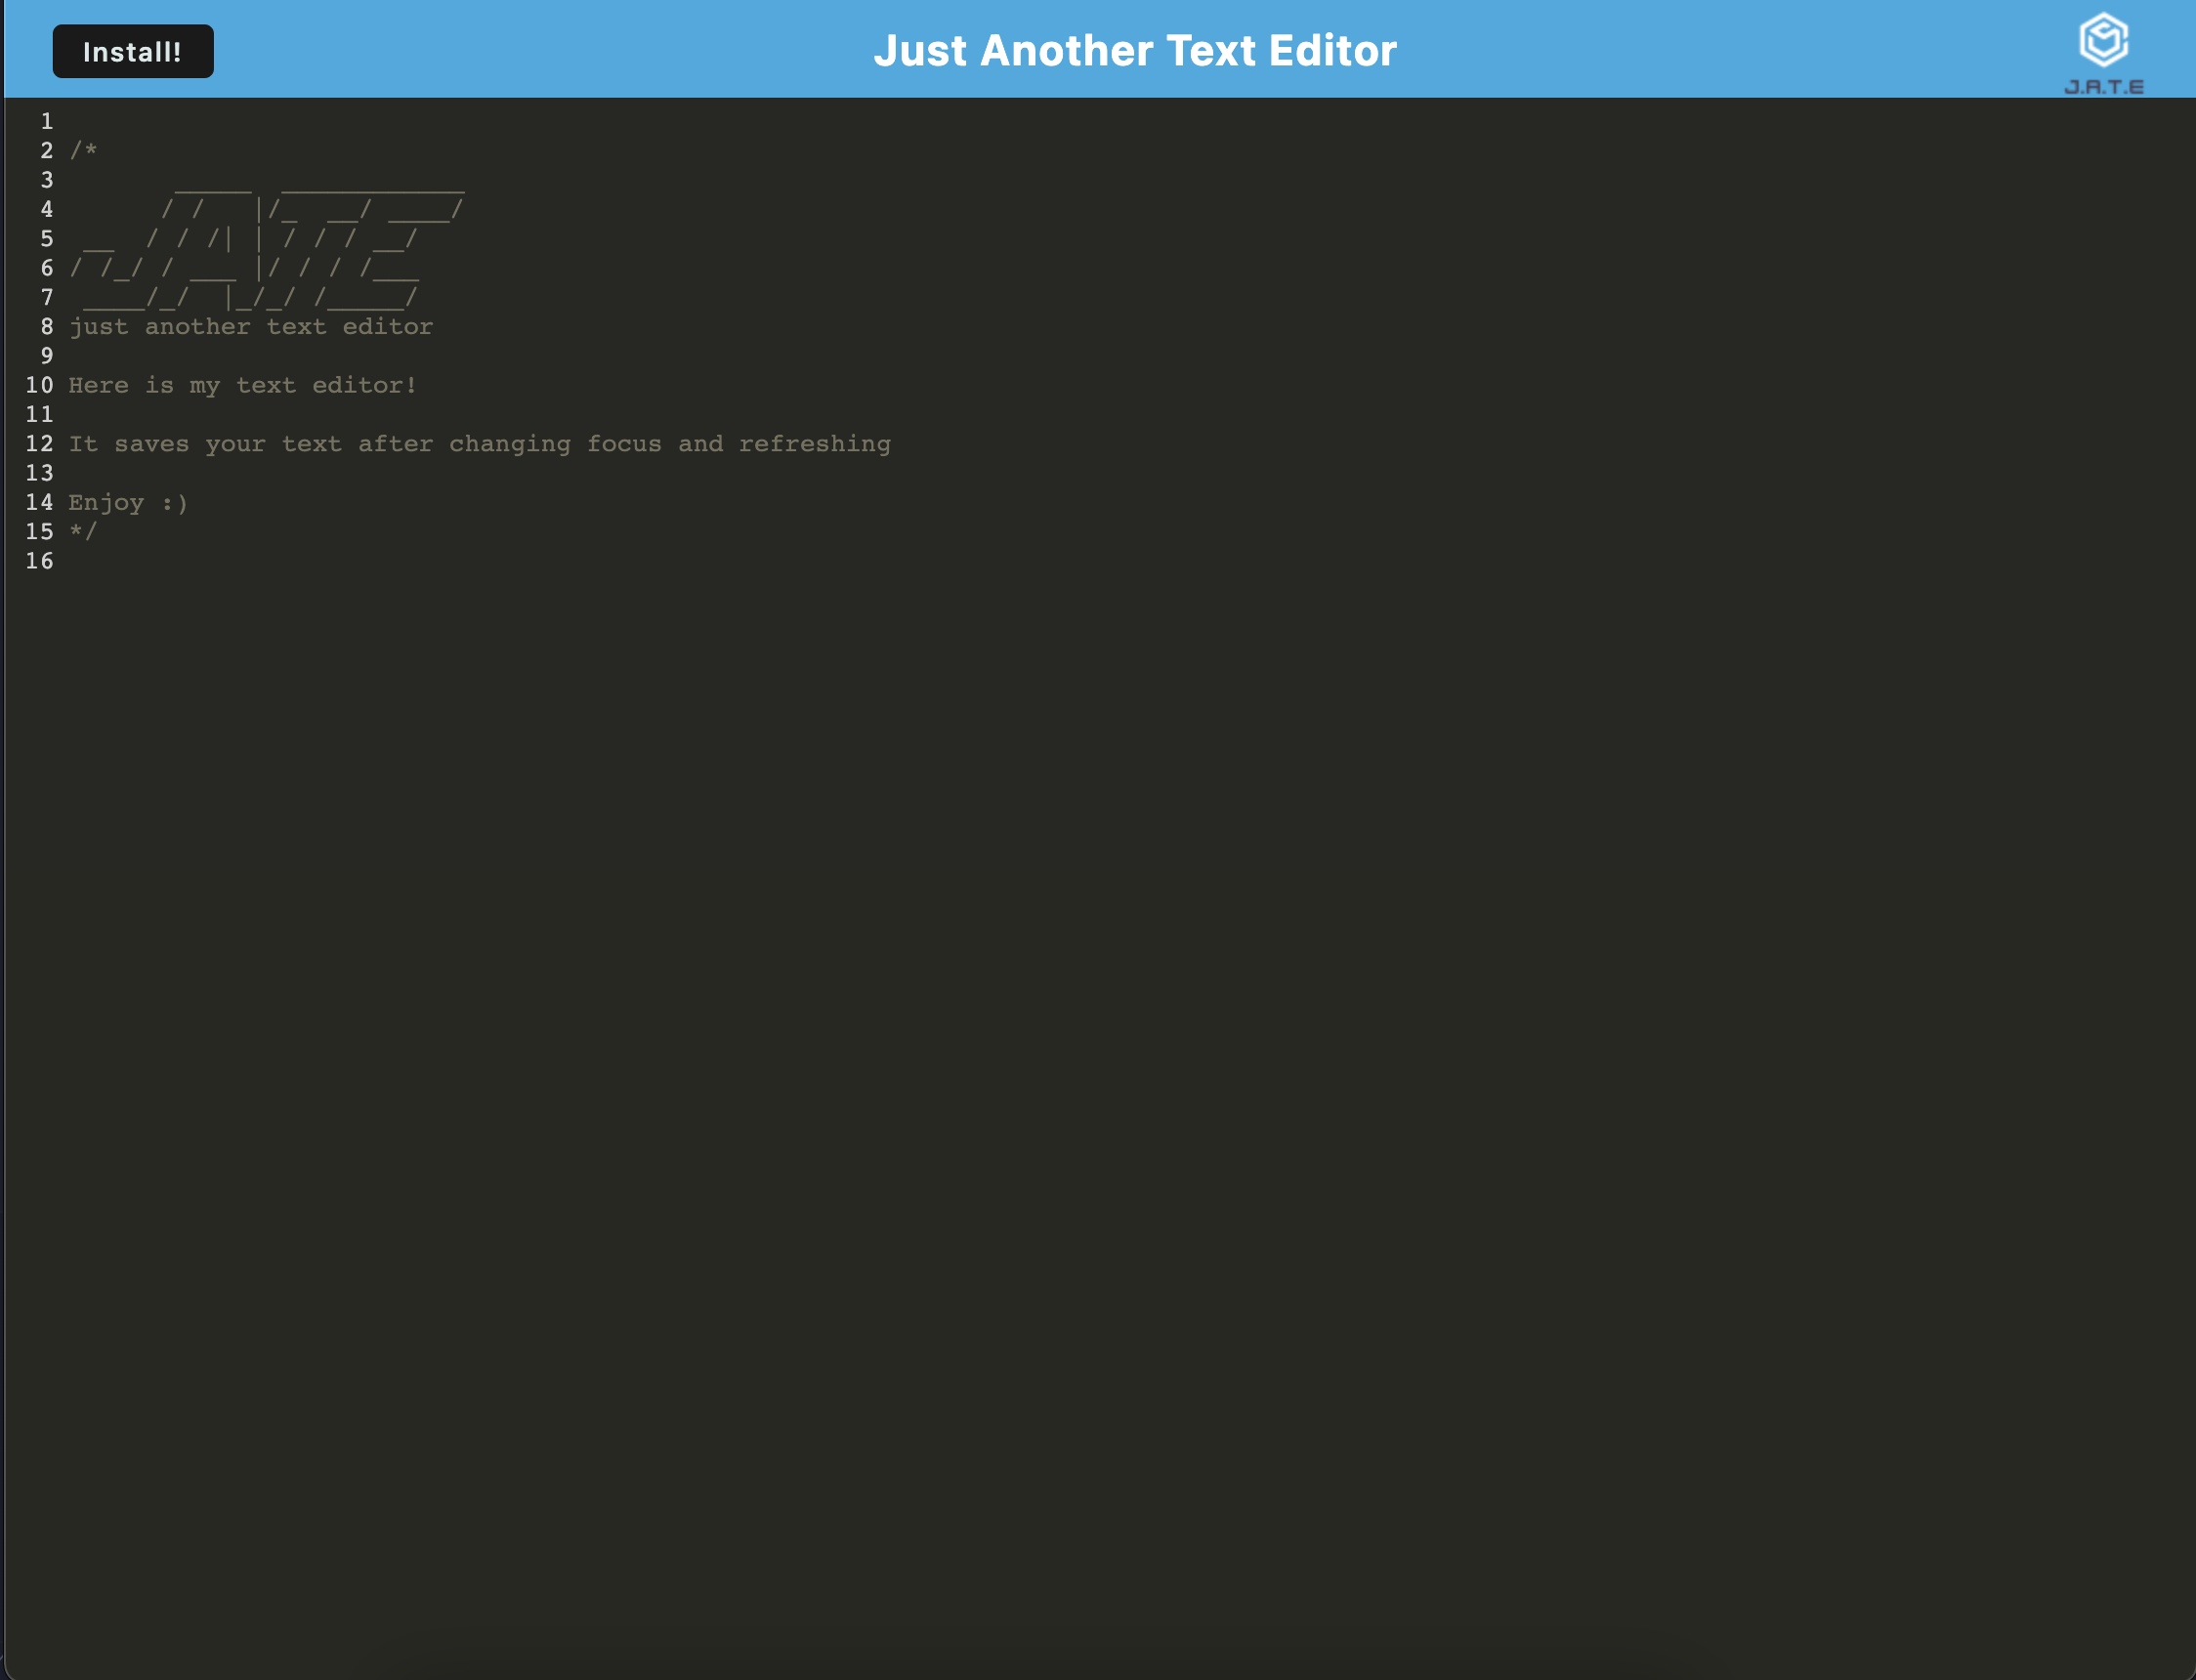 Install!
Just Another Text Editor
J.A.T.E
1
2 /*
3        _____  ____________
4       / /   |/_  __/ ____/
5  __  / / /| | / / / __/
6 / /_/ / ___ |/ / / /___
7  ____/_/  |_/_/ /_____/
8 just another text editor
9
10 Here is my text editor!
11
12 It saves your text after changing focus and refreshing
13
14 Enjoy :)
15 */
16